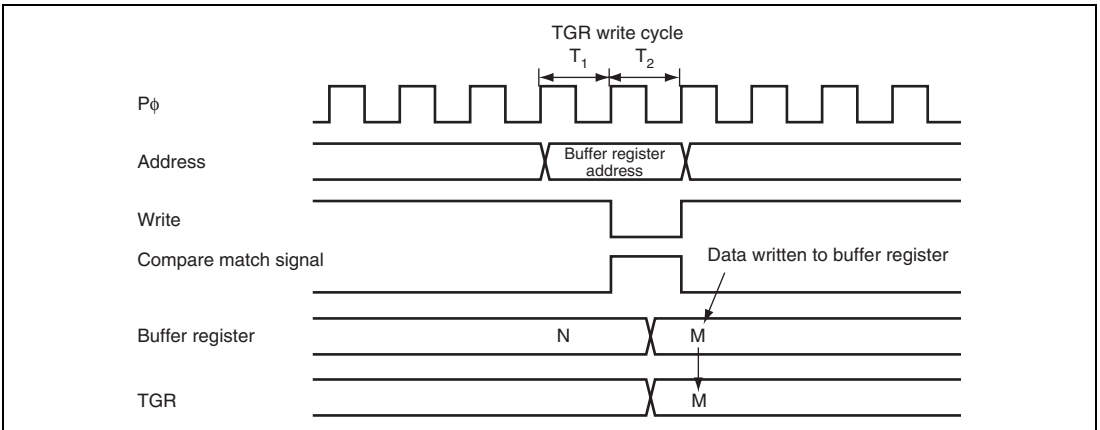 TGR write cycle
T1 T2
Pϕ
Address
Buffer register
address
Write
Compare match signal
Data written to buffer register
Buffer register
N
M
TGR
M